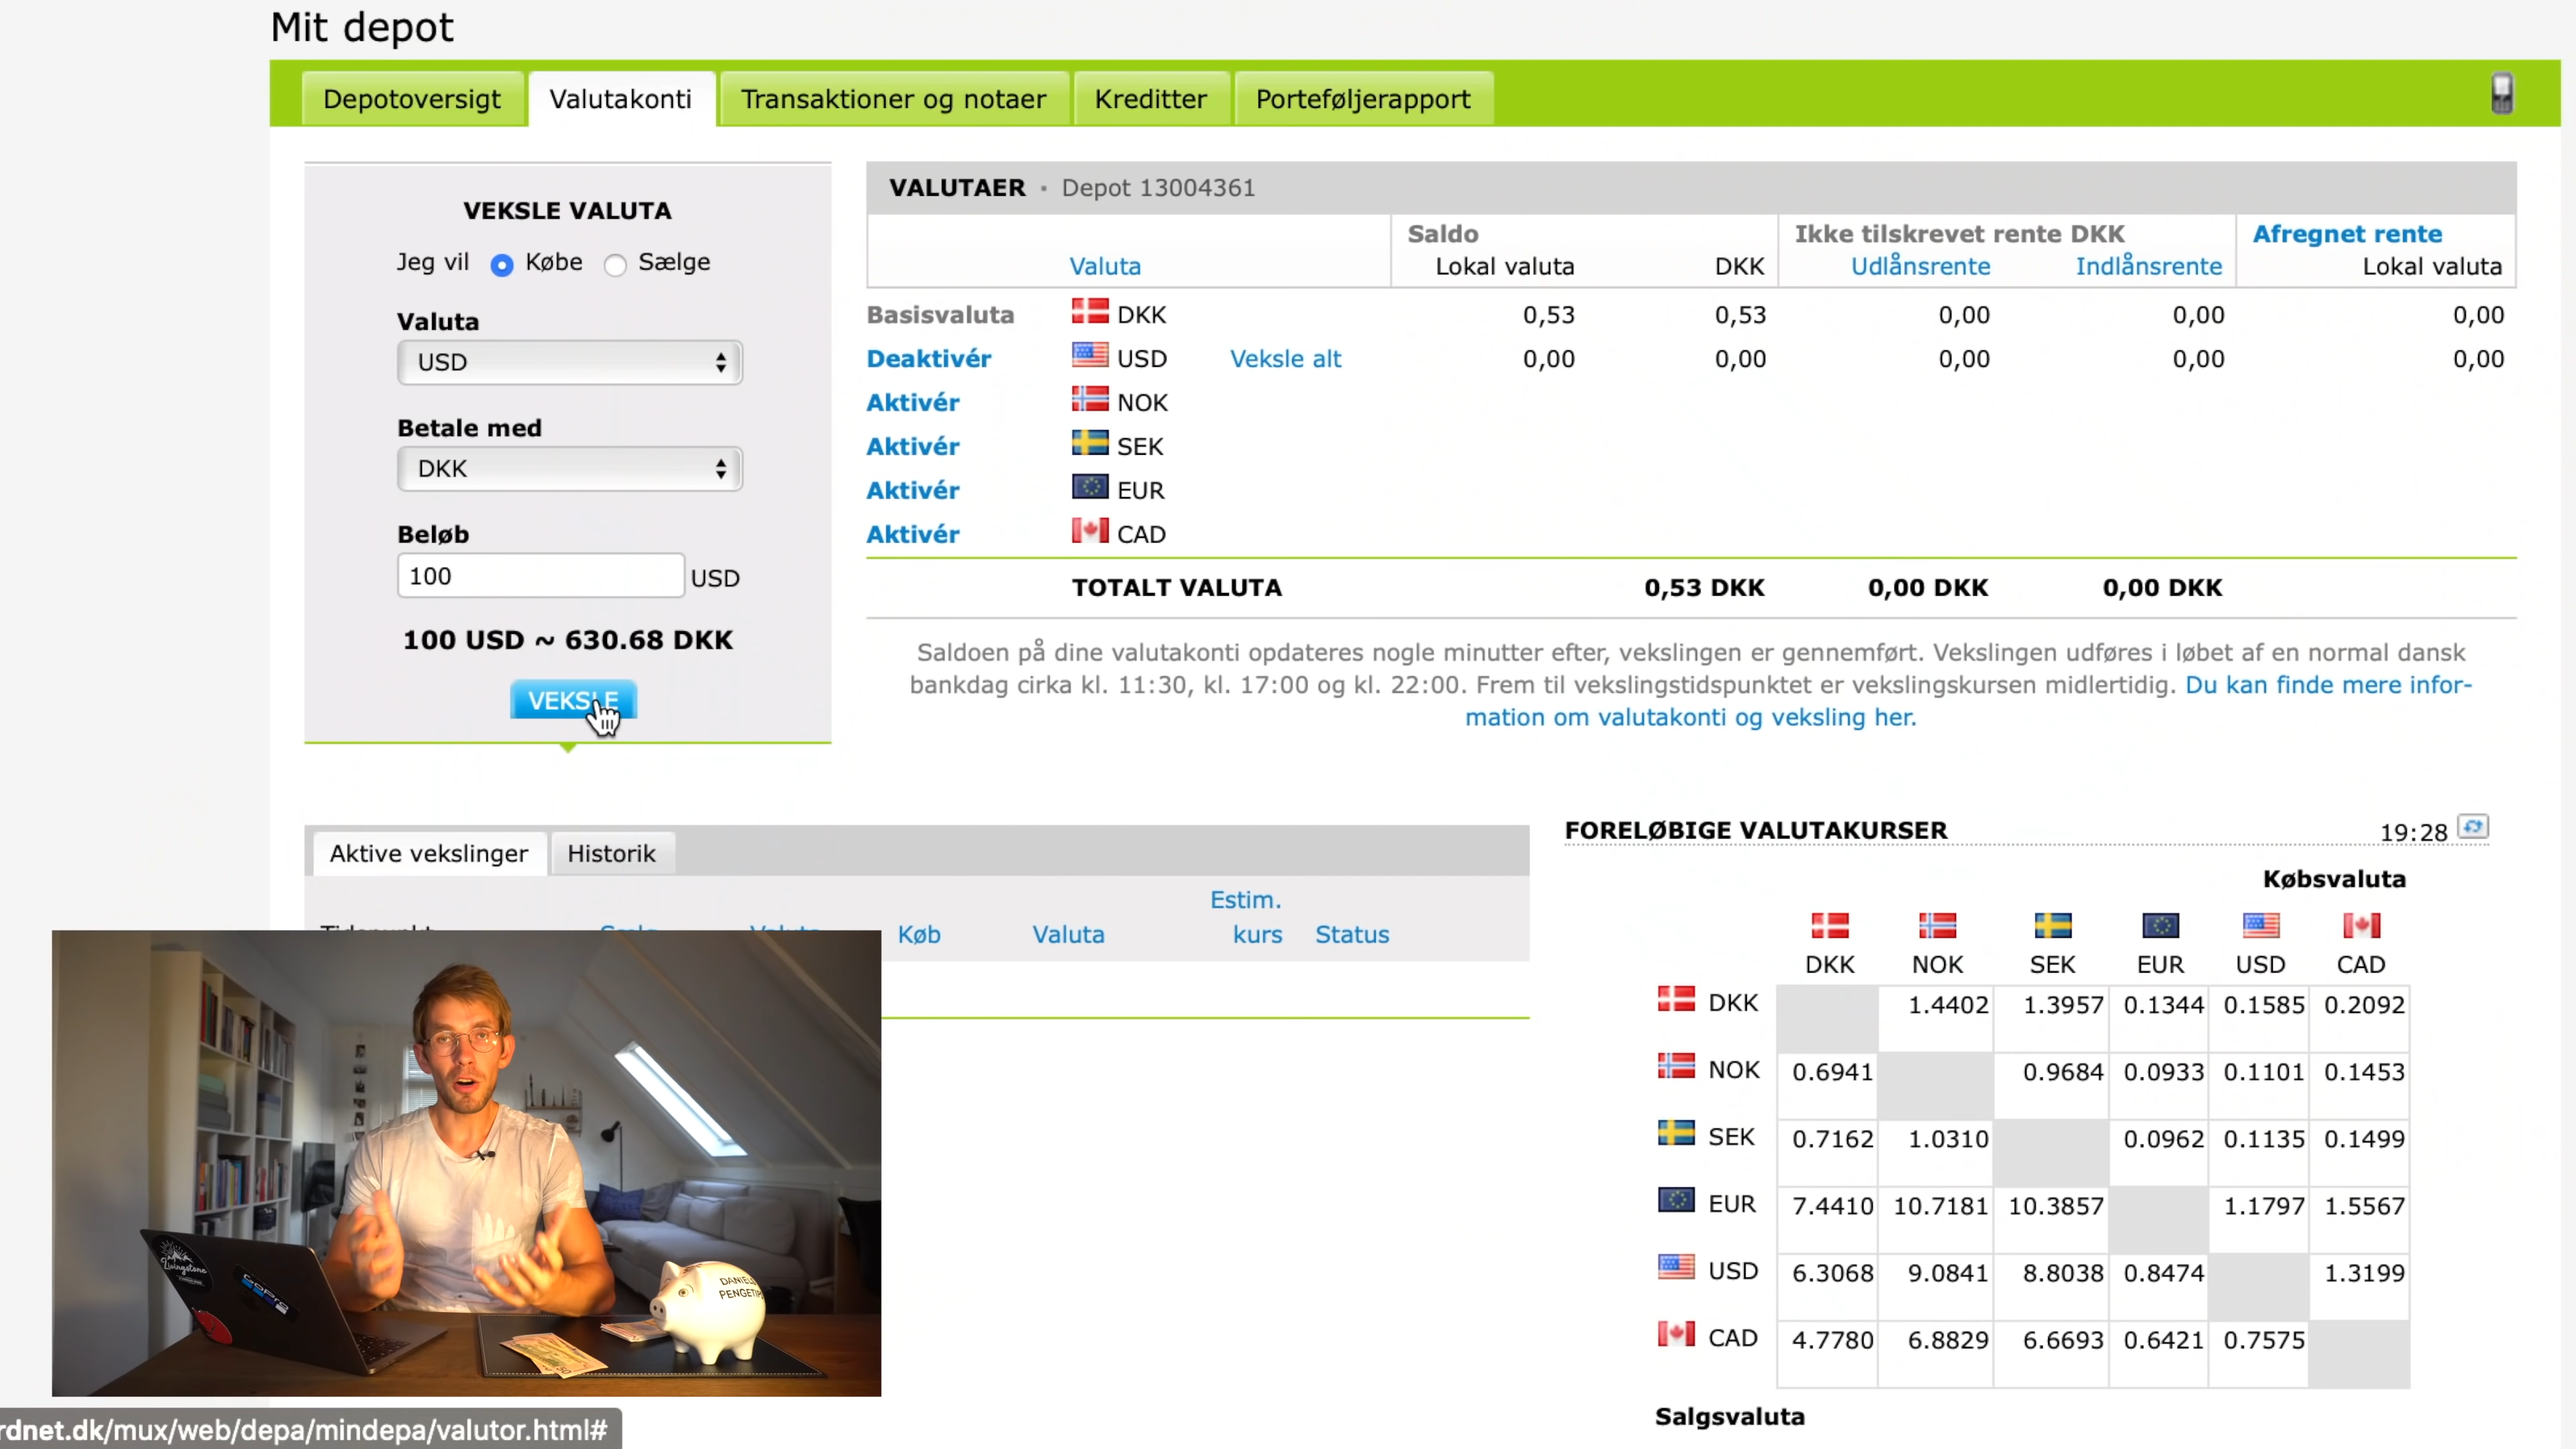 Mit depot
Depotoversigt Valutakonti Transaktioner og notaer Kreditter Porteføljerapport
VEKSLE VALUTA
Jeg vil Købe Sælge
Valuta
USD
Betale med
DKK
Beløb
100 USD
100 USD ~ 630.68 DKK
VEKSLE
VALUTAER · Depot 13004361
Saldo Ikke tilskrevet rente DKK Afregnet rente
Valuta Lokal valuta DKK Udlånsrente Indlånsrente Lokal valuta
Basisvaluta DKK 0,53 0,53 0,00 0,00 0,00
Deaktivér USD Veksle alt 0,00 0,00 0,00 0,00 0,00
Aktivér NOK
Aktivér SEK
Aktivér EUR
Aktivér CAD
TOTALT VALUTA 0,53 DKK 0,00 DKK 0,00 DKK
Saldoen på dine valutakonti opdateres nogle minutter efter, vekslingen er gennemført. Vekslingen udføres i løbet af en normal dansk
bankdag cirka kl. 11:30, kl. 17:00 og kl. 22:00. Frem til vekslingstidspunktet er vekslingskursen midlertidig. Du kan finde mere infor-
mation om valutakonti og veksling her.
Aktive vekslinger Historik
Estim.
Tidspunkt Sælg Valuta Køb Valuta kurs Status
FORELØBIGE VALUTAKURSER 19:28
Købsvaluta
DKK NOK SEK EUR USD CAD
DKK 1.4402 1.3957 0.1344 0.1585 0.2092
NOK 0.6941 0.9684 0.0933 0.1101 0.1453
SEK 0.7162 1.0310 0.0962 0.1135 0.1499
EUR 7.4410 10.7181 10.3857 1.1797 1.5567
USD 6.3068 9.0841 8.8038 0.8474 1.3199
CAD 4.7780 6.8829 6.6693 0.6421 0.7575
Salgsvaluta
Livingstone
GoPro
DANIELS
PENGETIPS
rdnet.dk/mux/web/depa/mindepa/valutor.html#